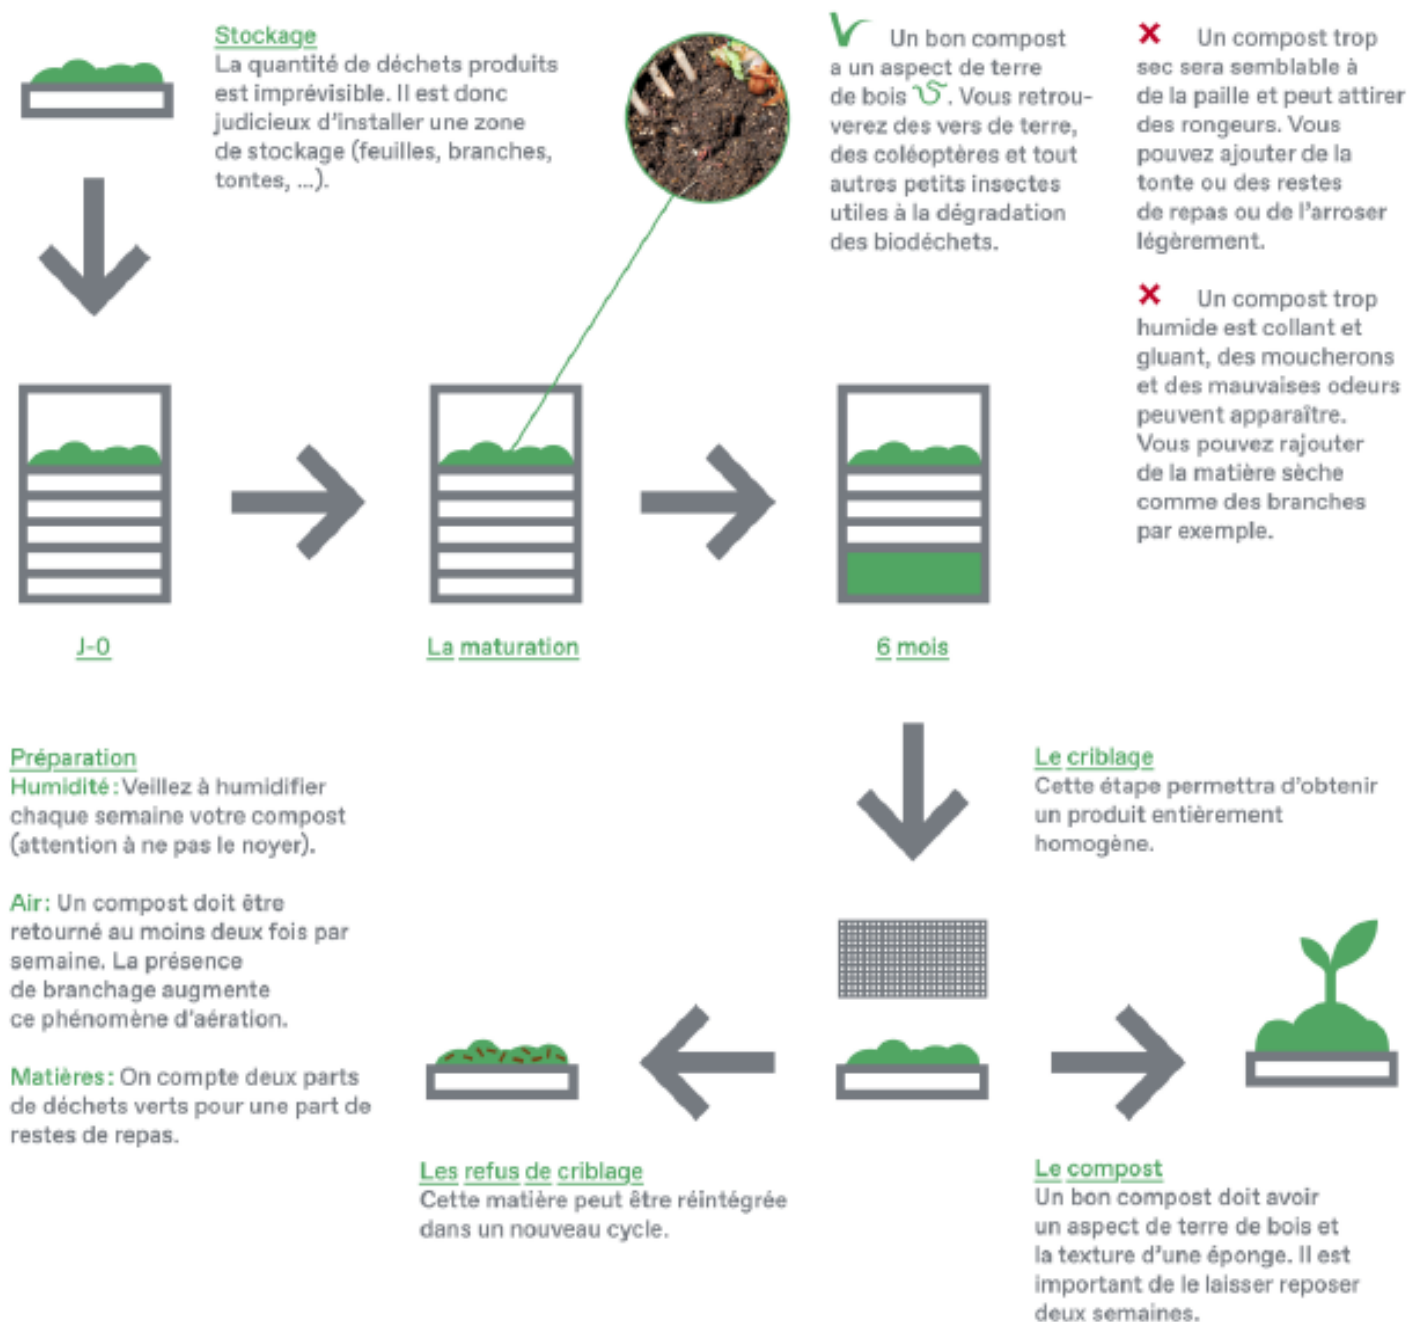 Stockage
La quantité de déchets produits
est imprévisible. Il est donc
judicieux d'installer une zone
de stockage (feuilles, branches,
tontes, ...).
Un bon compost
a un aspect de terre
de bois . Vous retrou-
verez des vers de terre,
des coléoptères et tout
autres petits insectes
utiles à la dégradation
des biodéchets.
Un compost trop
sec sera semblable à
de la paille et peut attirer
des rongeurs. Vous
pouvez ajouter de la
tonte ou des restes
de repas ou de l'arroser
légèrement.
Un compost trop
humide est collant et
gluant, des moucherons
et des mauvaises odeurs
peuvent apparaître.
Vous pouvez rajouter
de la matière sèche
comme des branches
par exemple.
J-0
La maturation
6 mois
Préparation
Humidité : Veillez à humidifier
chaque semaine votre compost
(attention à ne pas le noyer).
Air : Un compost doit être
retourné au moins deux fois par
semaine. La présence
de branchage augmente
ce phénomène d'aération.
Matières : On compte deux parts
de déchets verts pour une part de
restes de repas.
Le criblage
Cette étape permettra d'obtenir
un produit entièrement
homogène.
Les refus de criblage
Cette matière peut être réintégrée
dans un nouveau cycle.
Le compost
Un bon compost doit avoir
un aspect de terre de bois et
la texture d'une éponge. Il est
important de le laisser reposer
deux semaines.